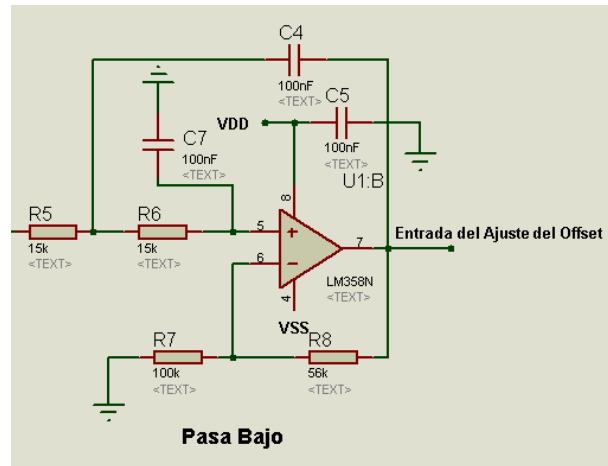 C4
100nF
<TEXT>
C5
VDD
100nF
<TEXT>
C7
100nF
<TEXT>
U1:B
8
R5
15k
<TEXT>
R6
15k
<TEXT>
5
+
6
−
7
Entrada del Ajuste del Offset
LM358N
<TEXT>
4
VSS
R7
100k
<TEXT>
R8
56k
<TEXT>
Pasa Bajo